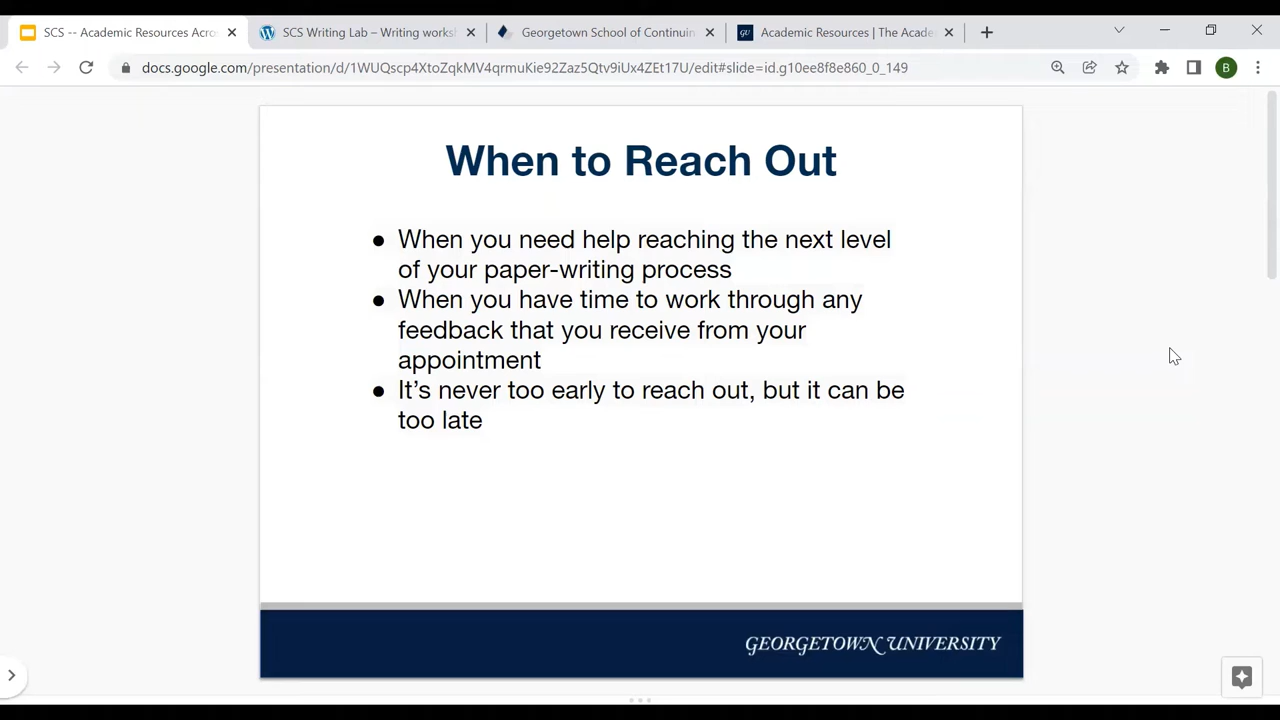 SCS -- Academic Resources Acro
SCS Writing Lab – Writing worksh
Georgetown School of Continuin
GU
Academic Resources | The Acade
docs.google.com/presentation/d/1WUQscp4XtoZqkMV4qrmuKie92Zaz5Qtv9iUx4ZEt17U/edit#slide=id.g10ee8f8e860_0_149
B
When to Reach Out
● When you need help reaching the next level
of your paper-writing process
● When you have time to work through any
feedback that you receive from your
appointment
● It's never too early to reach out, but it can be
too late
GEORGETOWN UNIVERSITY